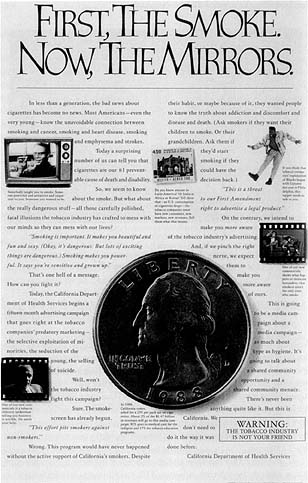 FIRST, THE SMOKE.
NOW, THE MIRRORS.
In less than a generation, the bad news about
cigarettes has become no news. Most Americans—even the
very young—know the unavoidable connection between
smoking and cancer, smoking and heart disease, smoking
and emphysema and strokes.
Today a surprising
number of us can tell you that
cigarettes are our # 1 prevent-
able cause of death and disability.
So, we seem to know
about the smoke. But what about
the really dangerous stuff—all those carefully polished,
fatal illusions the tobacco industry has crafted to mess with
our minds so they can mess with our lives?
"Smoking is important. It makes you beautiful and
fun and sexy. (Okay, it's dangerous. But lots of exciting
things are dangerous.) Smoking makes you power-
ful. It says you're sensitive and grown up."
That's one hell of a message.
How can you fight it?
Today, the California Depart-
ment of Health Services begins a
fifteen-month advertising campaign
that goes right at the tobacco
companies' predatory marketing—
the selective exploitation of mi-
norities, the seduction of the
young, the selling
of suicide.
Well, won't
the tobacco industry
fight this campaign?
Sure. The smoke-
screen has already begun.
"This effort pits smokers against
non-smokers."
Wrong. This program would have never happened
without the active support of California's smokers. Despite
their habit, or maybe because of it, they wanted people
to know the truth about addiction and discomfort and
disease and death. (Ask smokers if they want their
children to smoke. Or their
grandchildren. Ask them if
they'd start
smoking if they
could have the
decision back.)
"This is a threat
to our First Amendment
right to advertise a legal product."
On the contrary, we intend to
make you more aware
of the tobacco industry's advertising.
And, if we pinch the right
nerve, we expect
them to
make you
more aware
of ours.
This is going
to be a media cam-
paign about a
media campaign—
as much about
hype as hygiene. It's
going to talk about
a shared community
opportunity and a
shared community menace.
There's never been
anything quite like it. But this is
California. We
don't need to
do it the way it was
done before.
California Department of Health Services
LIBERTY
IN GOD WE
TRUST
WARNING:
THE TOBACCO INDUSTRY
IS NOT YOUR FRIEND